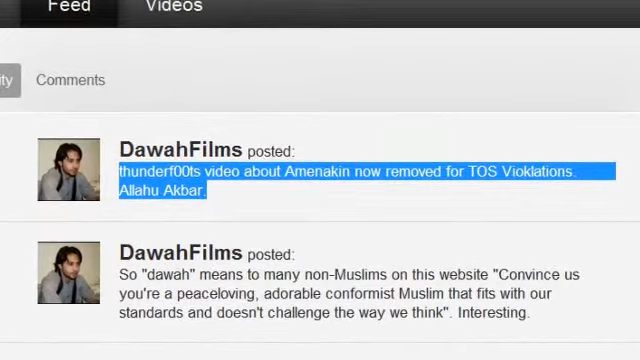 Feed Videos
ity Comments
DawahFilms posted:
thunderf00ts video about Amenakin now removed for TOS Vioklations.
Allahu Akbar.
DawahFilms posted:
So "dawah" means to many non-Muslims on this website "Convince us
you're a peaceloving, adorable conformist Muslim that fits with our
standards and doesn't challenge the way we think". Interesting.